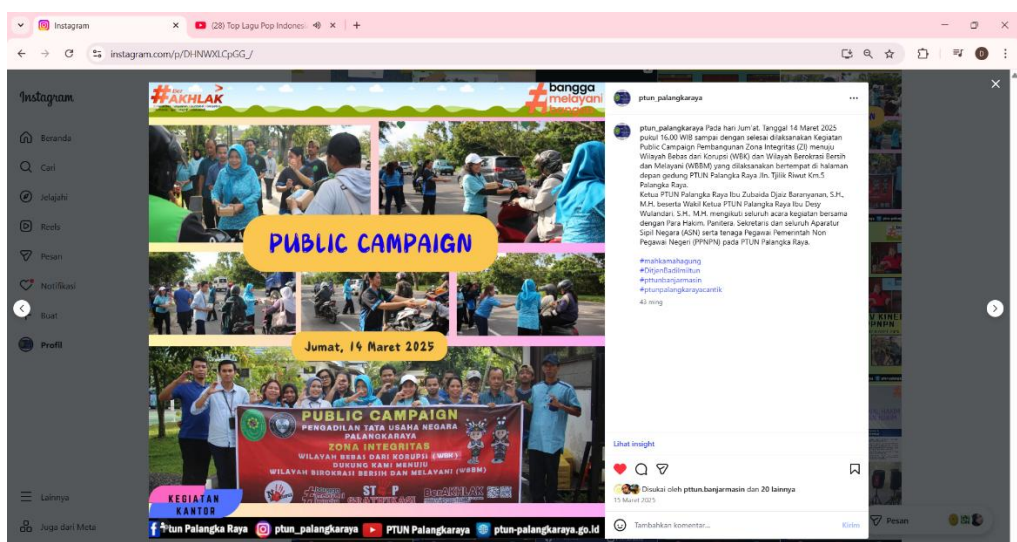 Instagram
(28) Top Lagu Pop Indonesi
instagram.com/p/DHNWXLCpGG_/
D
Instagram
Beranda
Cari
Jelajahi
Reels
Pesan
Notifikasi
Buat
Profil
Lainnya
Juga dari Meta
Ber
AKHLAK
#bangga
melayani
bangsa
PUBLIC CAMPAIGN
Jumat, 14 Maret 2025
PUBLIC CAMPAIGN
PENGADILAN TATA USAHA NEGARA
PALANGKARAYA
ZONA INTEGRITAS
WILAYAH BEBAS DARI KORUPSI (WBK)
DUKUNG KAMI MENUJU
WILAYAH BIROKRASI BERSIH DAN MELAYANI (WBBM)
STOP
GRATIFIKASI
BerAKHLAK
KEGIATAN
KANTOR
Ptun Palangka Raya
ptun_palangkaraya
PTUN Palangkaraya
ptun-palangkaraya.go.id
ptun_palangkaraya
ptun_palangkaraya Pada hari Jum'at. Tanggal 14 Maret 2025
pukul 16.00 WIB sampai dengan selesai dilaksanakan Kegiatan
Public Campaign Pembangunan Zona Integritas (ZI) menuju
Wilayah Bebas dari Korupsi (WBK) dan Wilayah Berokrasi Bersih
dan Melayani (WBBM) yang dilaksanakan bertempat di halaman
depan gedung PTUN Palangka Raya Jln. Tjilik Riwut Km.5
Palangka Raya.
Ketua PTUN Palangka Raya Ibu Zubaida Djaiz Baranyanan, S.H.,
M.H. beserta Wakil Ketua PTUN Palangka Raya Ibu Desy
Wulandari, S.H., M.H. mengikuti seluruh acara kegiatan bersama
dengan Para Hakim, Panitera, Sekretaris dan seluruh Aparatur
Sipil Negara (ASN) serta tenaga Pegawai Pemerintah Non
Pegawai Negeri (PPNPN) pada PTUN Palangka Raya.
#mahkamahagung
#DitjenBadilmiltun
#pttunbanjarmasin
#ptunpalangkarayacantik
43 ming
Lihat insight
Disukai oleh pttun.banjarmasin dan 20 lainnya
15 Maret 2025
Tambahkan komentar...
Kirim
Pesan